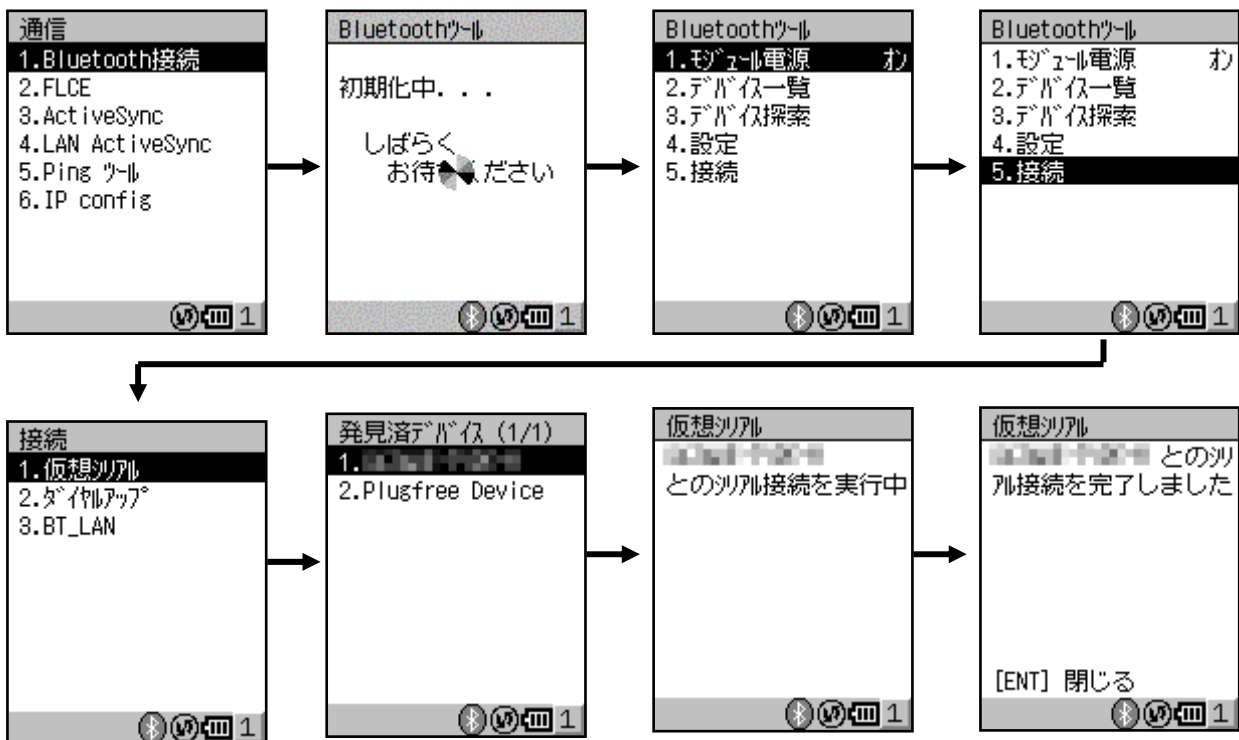 通信
1.Bluetooth接続
2.FLCE
3.ActiveSync
4.LAN ActiveSync
5.Ping ﾂｰﾙ
6.IP config
1
Bluetoothﾂｰﾙ
初期化中...
しばらく
お待 ください
1
Bluetoothﾂｰﾙ
1.ﾓｼﾞｭｰﾙ電源 ｵﾝ
2.ﾃﾞﾊﾞｲｽ一覧
3.ﾃﾞﾊﾞｲｽ探索
4.設定
5.接続
1
Bluetoothﾂｰﾙ
1.ﾓｼﾞｭｰﾙ電源 ｵﾝ
2.ﾃﾞﾊﾞｲｽ一覧
3.ﾃﾞﾊﾞｲｽ探索
4.設定
5.接続
1
接続
1.仮想ｼﾘｱﾙ
2.ﾀﾞｲﾔﾙｱｯﾌﾟ
3.BT_LAN
1
発見済ﾃﾞﾊﾞｲｽ (1/1)
1.
2.Plugfree Device
1
仮想ｼﾘｱﾙ
とのｼﾘｱﾙ接続を実行中
1
仮想ｼﾘｱﾙ
とのｼﾘ
ｱﾙ接続を完了しました
[ENT] 閉じる
1